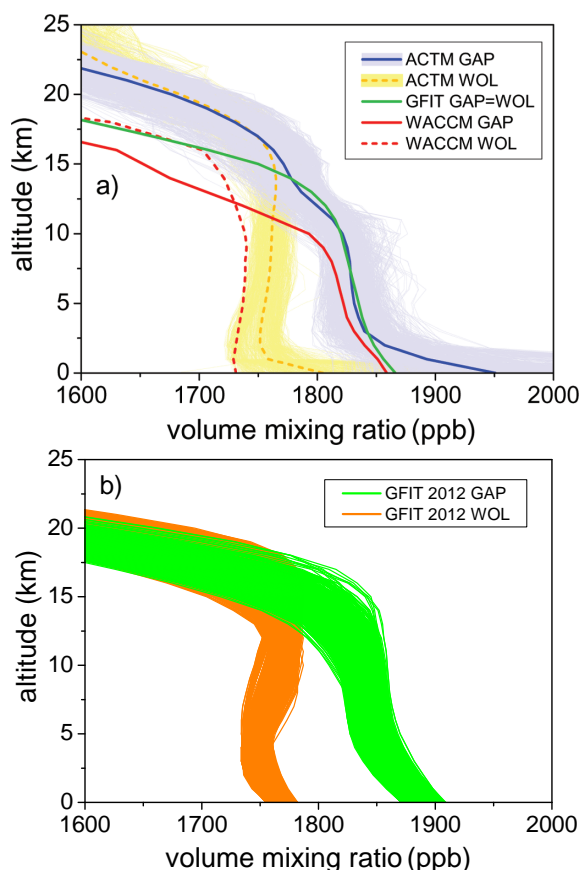 25
20
15
10
5
0
altitude (km)
a)
ACTM GAP
ACTM WOL
GFIT GAP=WOL
WACCM GAP
WACCM WOL
1600 1700 1800 1900 2000
volume mixing ratio (ppb)
25
20
15
10
5
0
altitude (km)
b)
GFIT 2012 GAP
GFIT 2012 WOL
1600 1700 1800 1900 2000
volume mixing ratio (ppb)